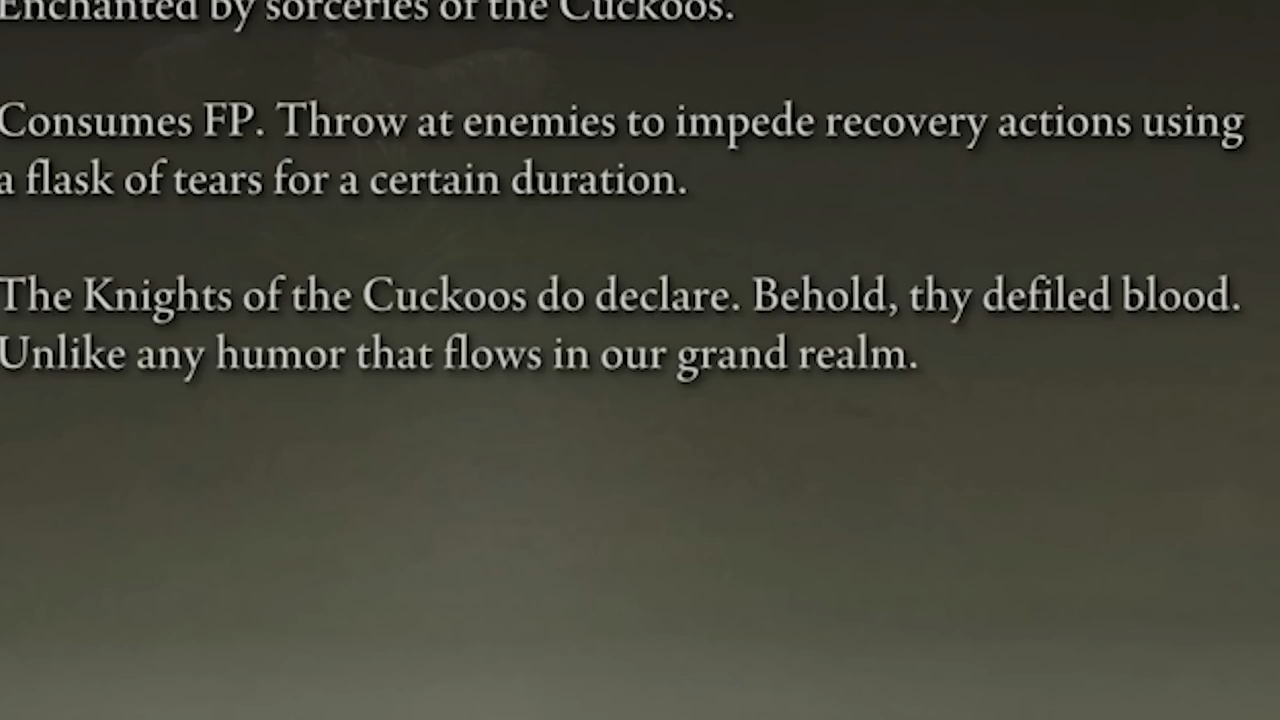 Enchanted by sorceries of the Cuckoos.
Consumes FP. Throw at enemies to impede recovery actions using
a flask of tears for a certain duration.
The Knights of the Cuckoos do declare. Behold, thy defiled blood.
Unlike any humor that flows in our grand realm.